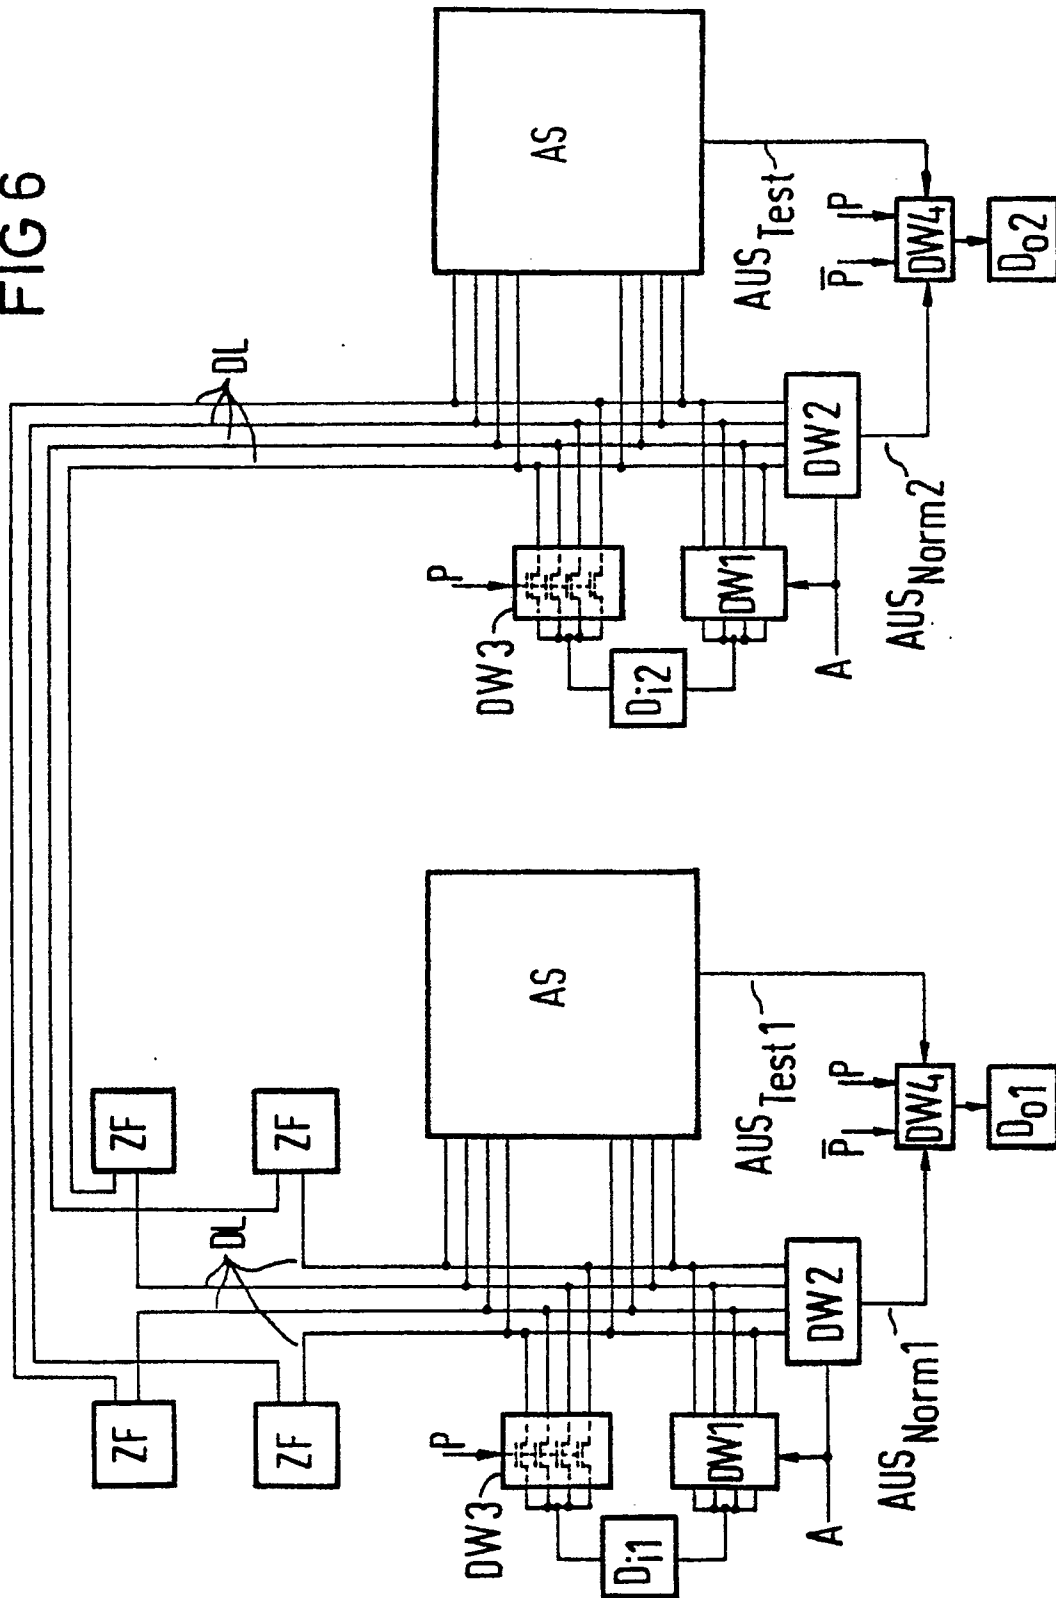 FIG 6
ZF
ZF
ZF
ZF
DL
DL
P
DW3
Di1
DW1
A
DW2
AS
AUSNorm1
AUSTest1
P̅
P
DW4
Do1
P
DW3
Di2
DW1
A
DW2
AS
AUSNorm2
AUSTest
P̅
P
DW4
Do2